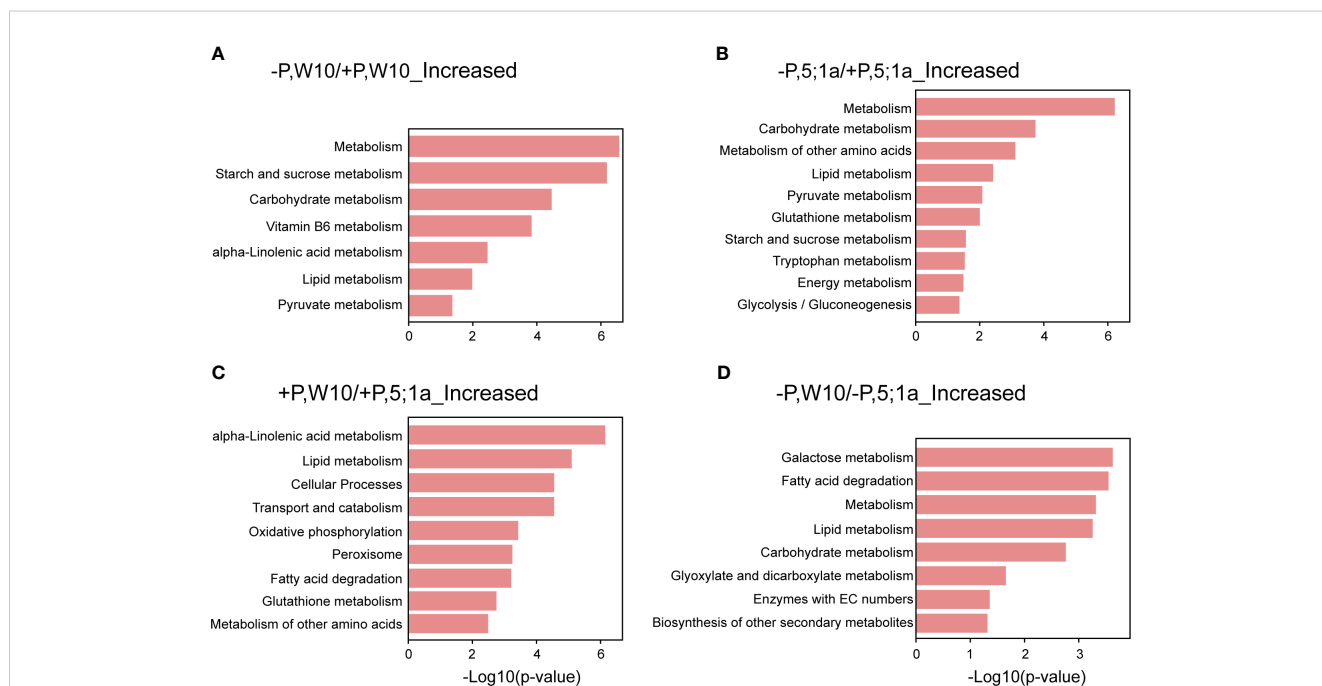 A
-P,W10/+P,W10_Increased
Metabolism
Starch and sucrose metabolism
Carbohydrate metabolism
Vitamin B6 metabolism
alpha-Linolenic acid metabolism
Lipid metabolism
Pyruvate metabolism
0 2 4 6
B
-P,5;1a/+P,5;1a_Increased
Metabolism
Carbohydrate metabolism
Metabolism of other amino acids
Lipid metabolism
Pyruvate metabolism
Glutathione metabolism
Starch and sucrose metabolism
Tryptophan metabolism
Energy metabolism
Glycolysis / Gluconeogenesis
0 2 4 6
C
+P,W10/+P,5;1a_Increased
alpha-Linolenic acid metabolism
Lipid metabolism
Cellular Processes
Transport and catabolism
Oxidative phosphorylation
Peroxisome
Fatty acid degradation
Glutathione metabolism
Metabolism of other amino acids
0 2 4 6
-Log10(p-value)
D
-P,W10/-P,5;1a_Increased
Galactose metabolism
Fatty acid degradation
Metabolism
Lipid metabolism
Carbohydrate metabolism
Glyoxylate and dicarboxylate metabolism
Enzymes with EC numbers
Biosynthesis of other secondary metabolites
0 1 2 3
-Log10(p-value)